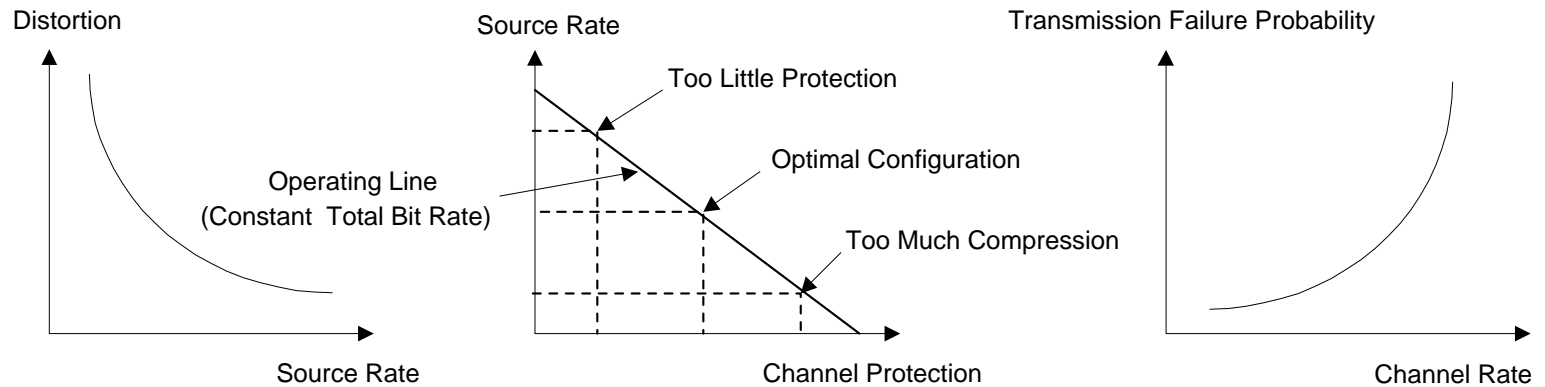 Distortion
Source Rate
Source Rate
Too Little Protection
Optimal Configuration
Operating Line
(Constant Total Bit Rate)
Too Much Compression
Channel Protection
Transmission Failure Probability
Channel Rate